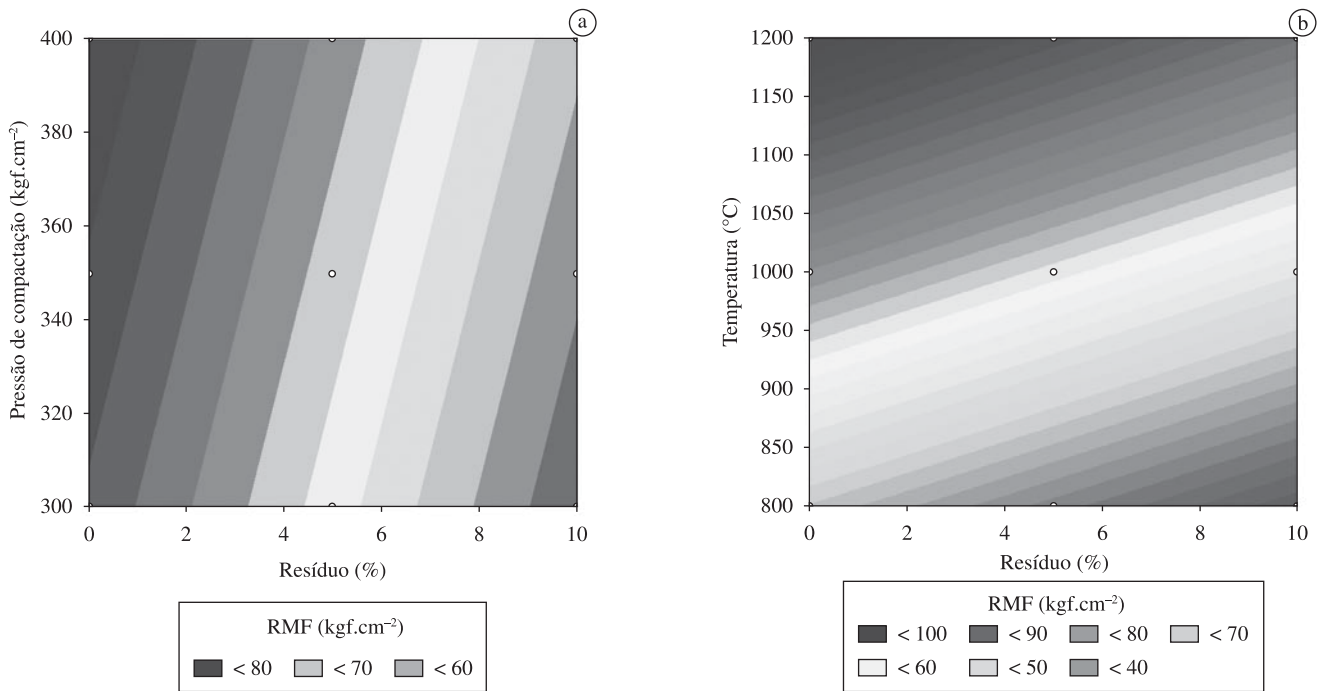 a
400
380
360
340
320
300
Pressão de compactação (kgf.cm⁻²)
0 2 4 6 8 10
Resíduo (%)
RMF (kgf.cm⁻²)
< 80 < 70 < 60
b
1200
1150
1100
1050
1000
950
900
850
800
Temperatura (°C)
0 2 4 6 8 10
Resíduo (%)
RMF (kgf.cm⁻²)
< 100 < 90 < 80 < 70
< 60 < 50 < 40